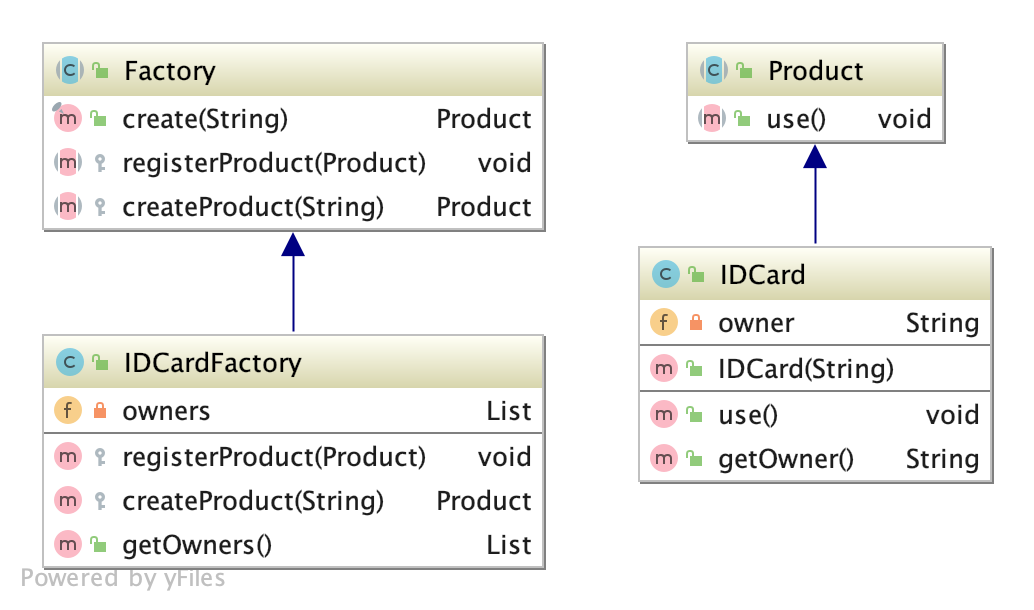 Factory
create(String) Product
registerProduct(Product) void
createProduct(String) Product
IDCardFactory
owners List
registerProduct(Product) void
createProduct(String) Product
getOwners() List
Product
use() void
IDCard
owner String
IDCard(String)
use() void
getOwner() String
Powered by yFiles